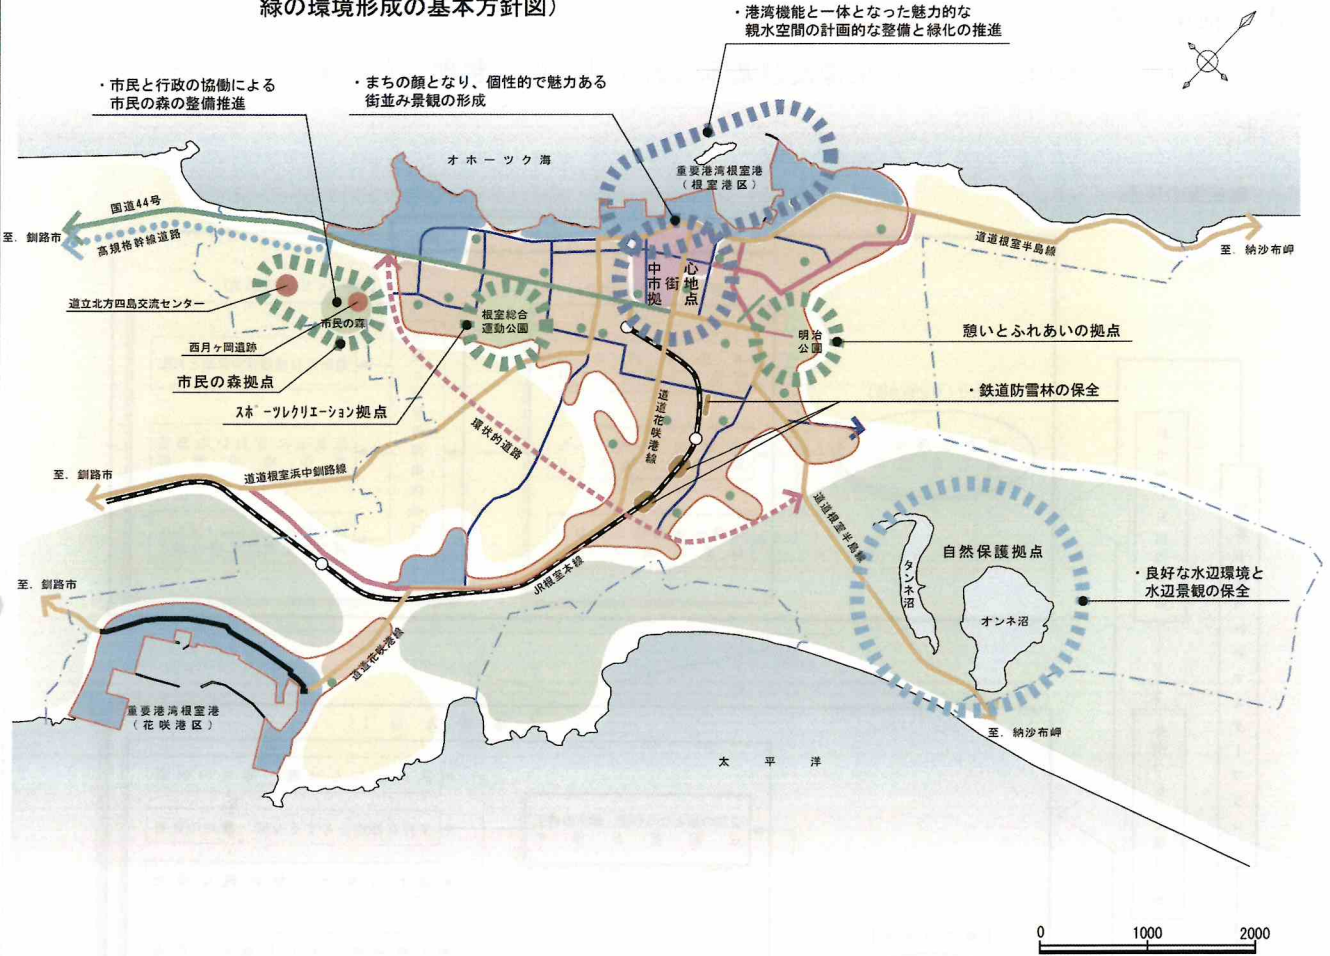 緑の環境形成の基本方針図）
・港湾機能と一体となった魅力的な
親水空間の計画的な整備と緑化の推進
・市民と行政の協働による
市民の森の整備推進
・まちの顔となり、個性的で魅力ある
街並み景観の形成
オホーツク海
重要港湾根室港
（根室港区）
国道44号
至．釧路市
高規格幹線道路
道道根室半島線
至．納沙布岬
中心
市街地
拠点
道立北方四島交流センター
市民の森
西月ヶ岡遺跡
市民の森拠点
根室総合
運動公園
スポーツレクリエーション拠点
明治
公園
憩いとふれあいの拠点
・鉄道防雪林の保全
道道花咲港線
環状的道路
至．釧路市
道道根室浜中釧路線
道道根室半島線
自然保護拠点
タンネ沼
オンネ沼
・良好な水辺環境と
水辺景観の保全
JR根室本線
至．釧路市
道道花咲港線
重要港湾根室港
（花咲港区）
至．納沙布岬
太平洋
0 1000 2000